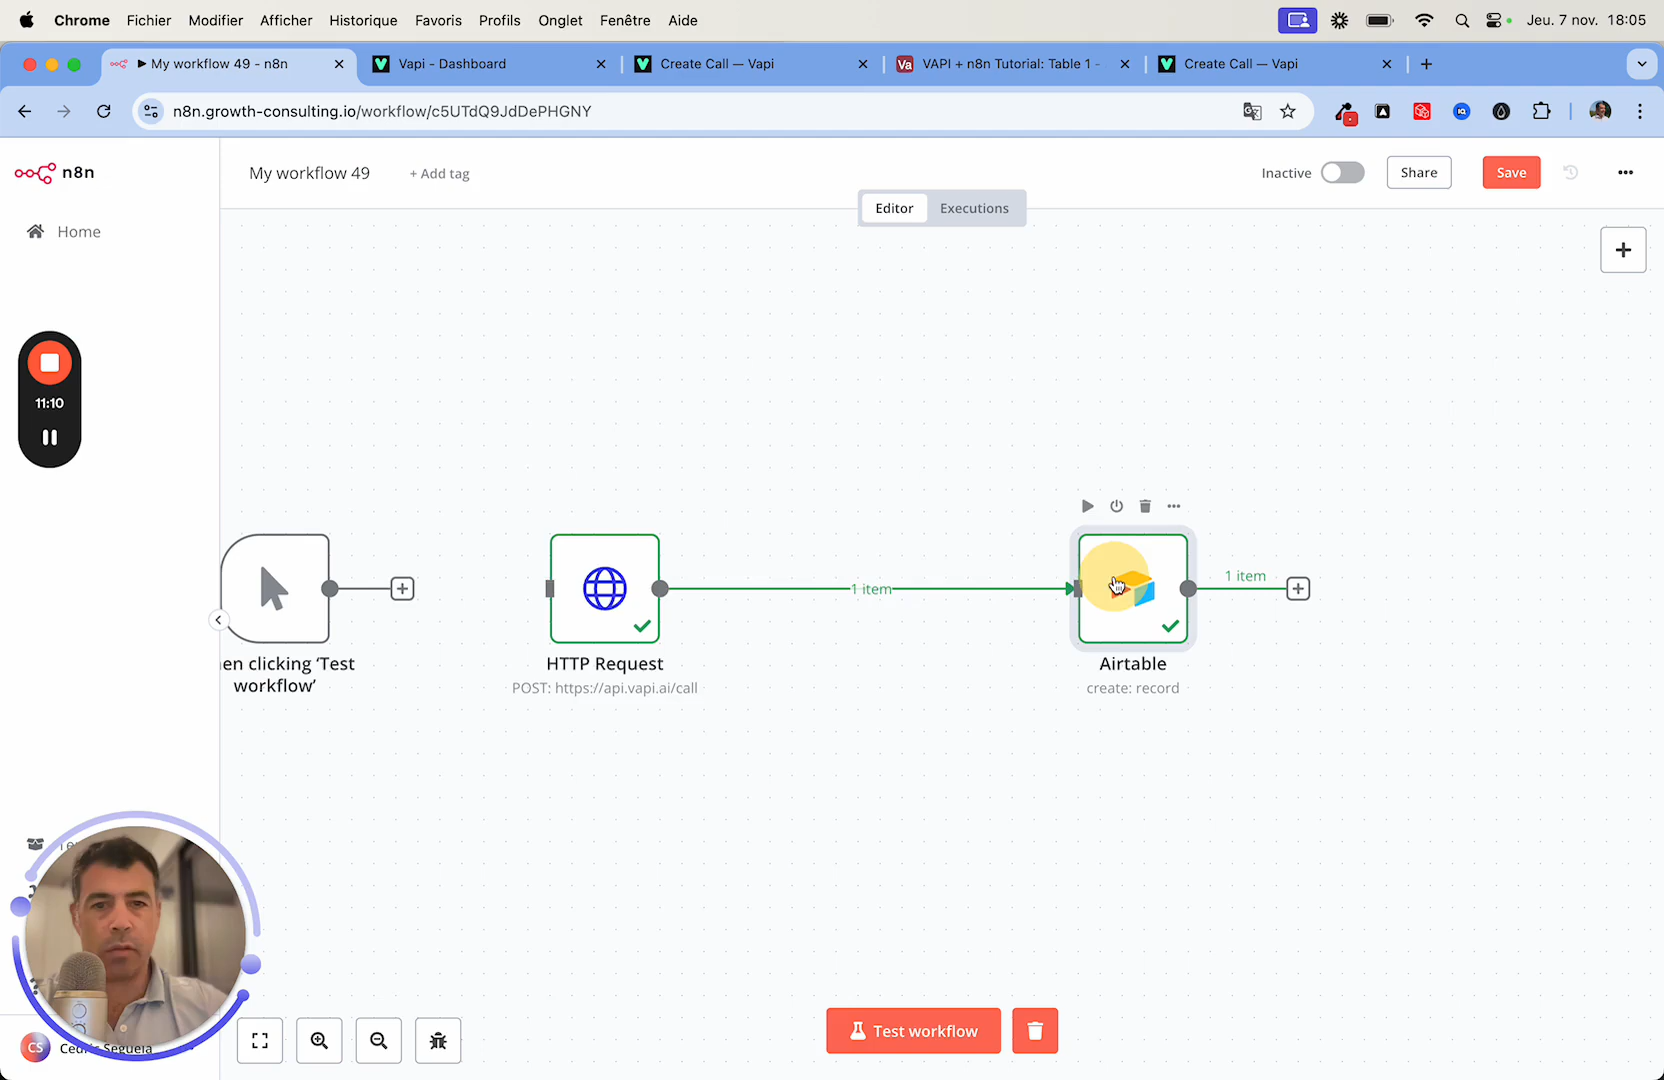 Chrome Fichier Modifier Afficher Historique Favoris Profils Onglet Fenêtre Aide Jeu. 7 nov. 18:05
My workflow 49 - n8n Vapi - Dashboard Create Call — Vapi VAPI + n8n Tutorial: Table 1 - Create Call — Vapi
n8n.growth-consulting.io/workflow/c5UTdQ9JdDePHGNY
n8n My workflow 49 + Add tag Inactive Share Save
Editor Executions
Home
11:10
1 item
1 item
en clicking ‘Test
workflow’
HTTP Request
POST: https://api.vapi.ai/call
Airtable
create: record
Test workflow
CS